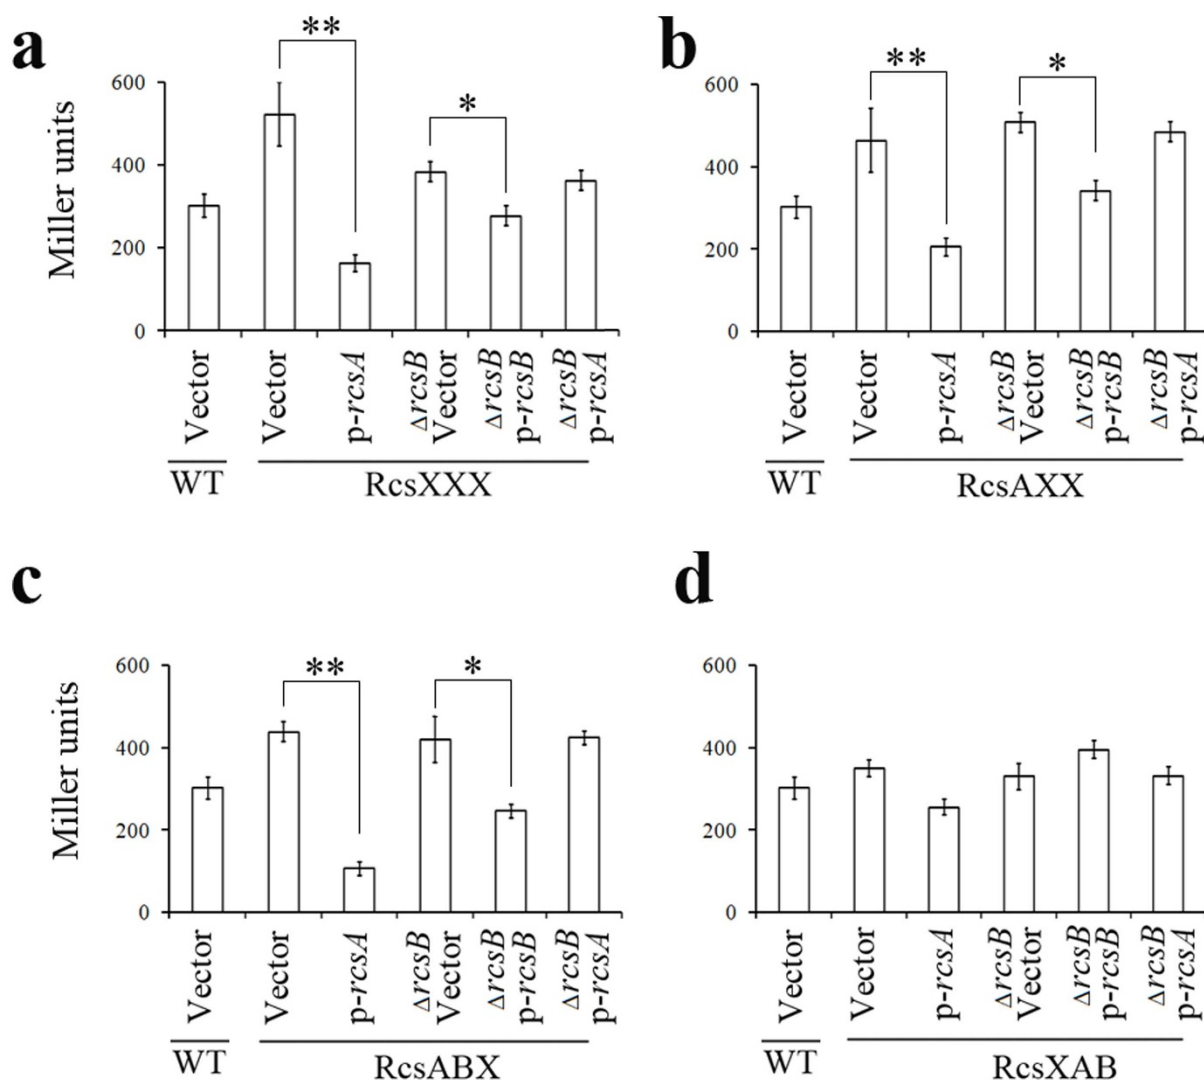 a
Miller units
600
400
200
0
**
*
Vector
Vector
p-rcsA
ΔrcsB
Vector
ΔrcsB
p-rcsB
ΔrcsB
p-rcsA
WT
RcsXXX
b
600
400
200
0
**
*
Vector
Vector
p-rcsA
ΔrcsB
Vector
ΔrcsB
p-rcsB
ΔrcsB
p-rcsA
WT
RcsAXX
c
Miller units
600
400
200
0
**
*
Vector
Vector
p-rcsA
ΔrcsB
Vector
ΔrcsB
p-rcsB
ΔrcsB
p-rcsA
WT
RcsABX
d
600
400
200
0
Vector
Vector
p-rcsA
ΔrcsB
Vector
ΔrcsB
p-rcsB
ΔrcsB
p-rcsA
WT
RcsXAB